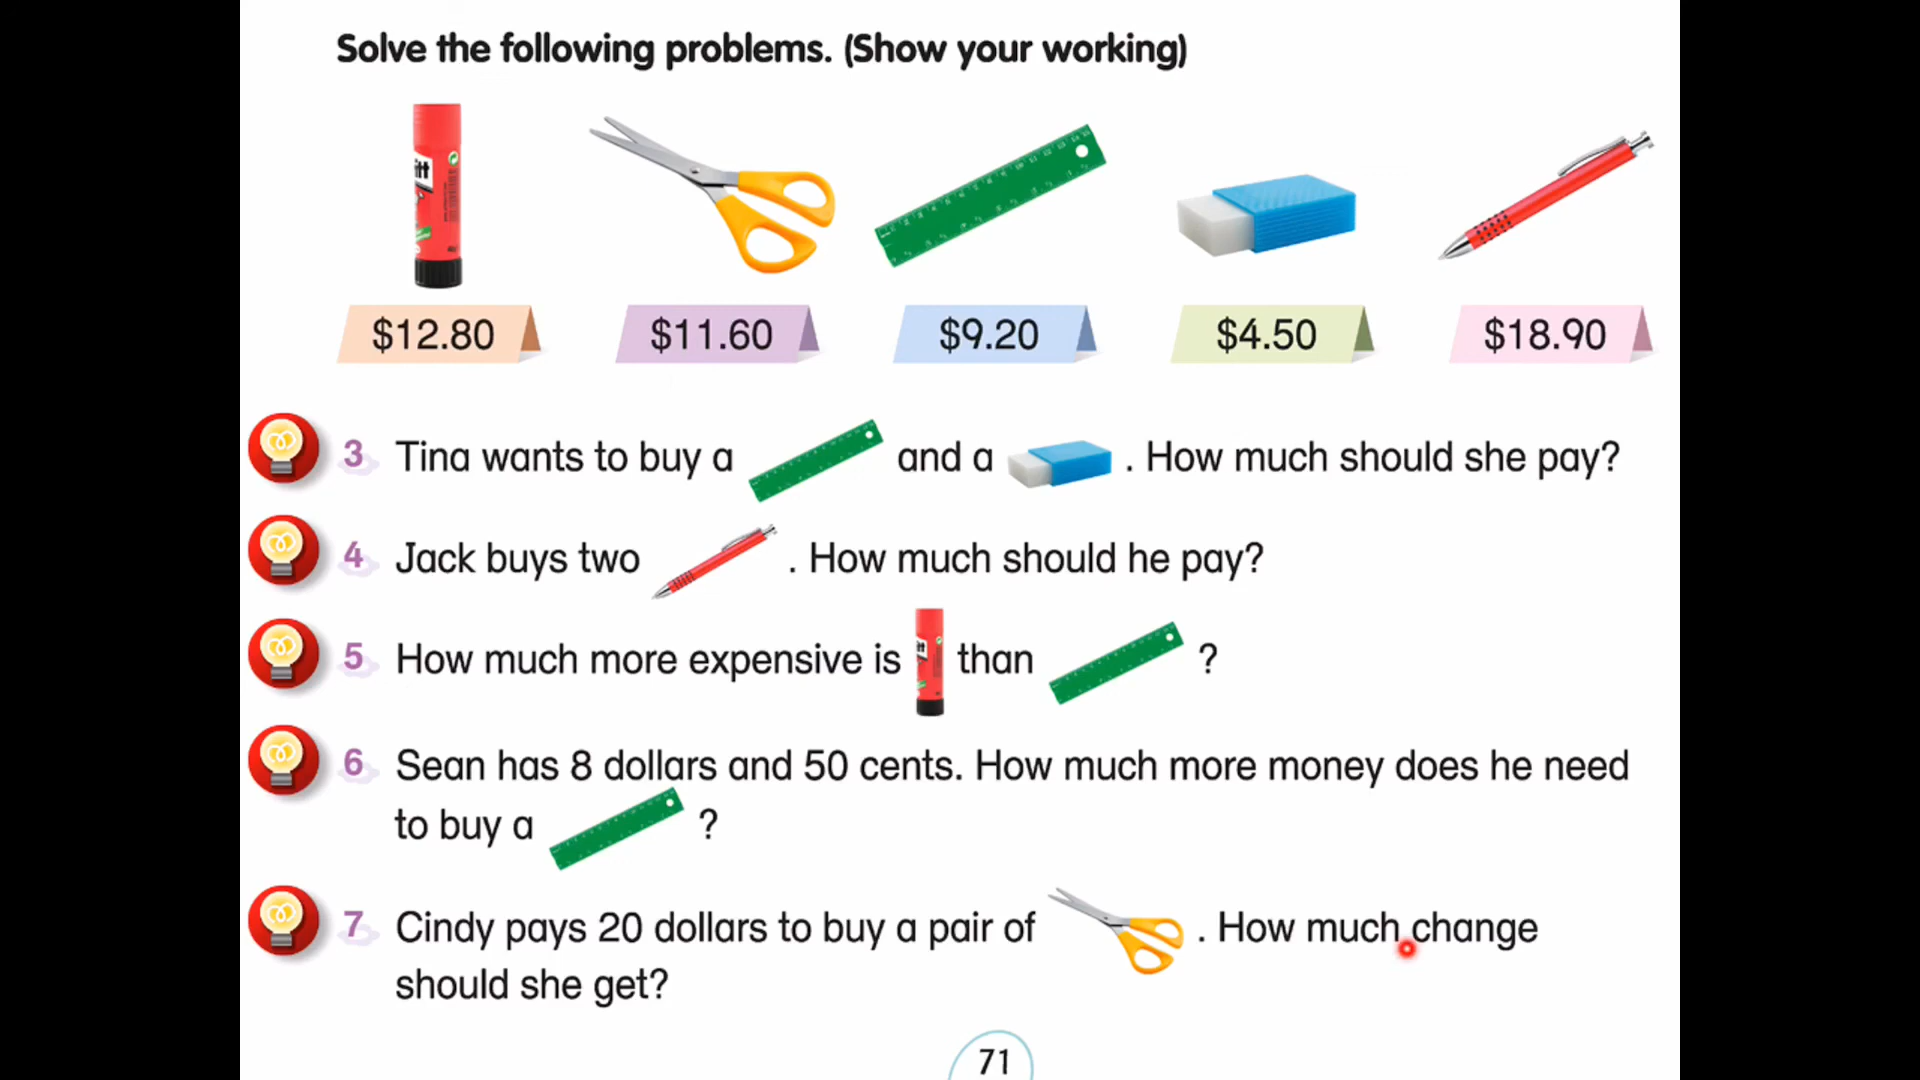 Solve the following problems. (Show your working)
itt
$12.80 $11.60 $9.20 $4.50 $18.90
3 Tina wants to buy a and a . How much should she pay?
4 Jack buys two . How much should he pay?
5 How much more expensive is than ?
6 Sean has 8 dollars and 50 cents. How much more money does he need
to buy a ?
7 Cindy pays 20 dollars to buy a pair of . How much change
should she get?
71